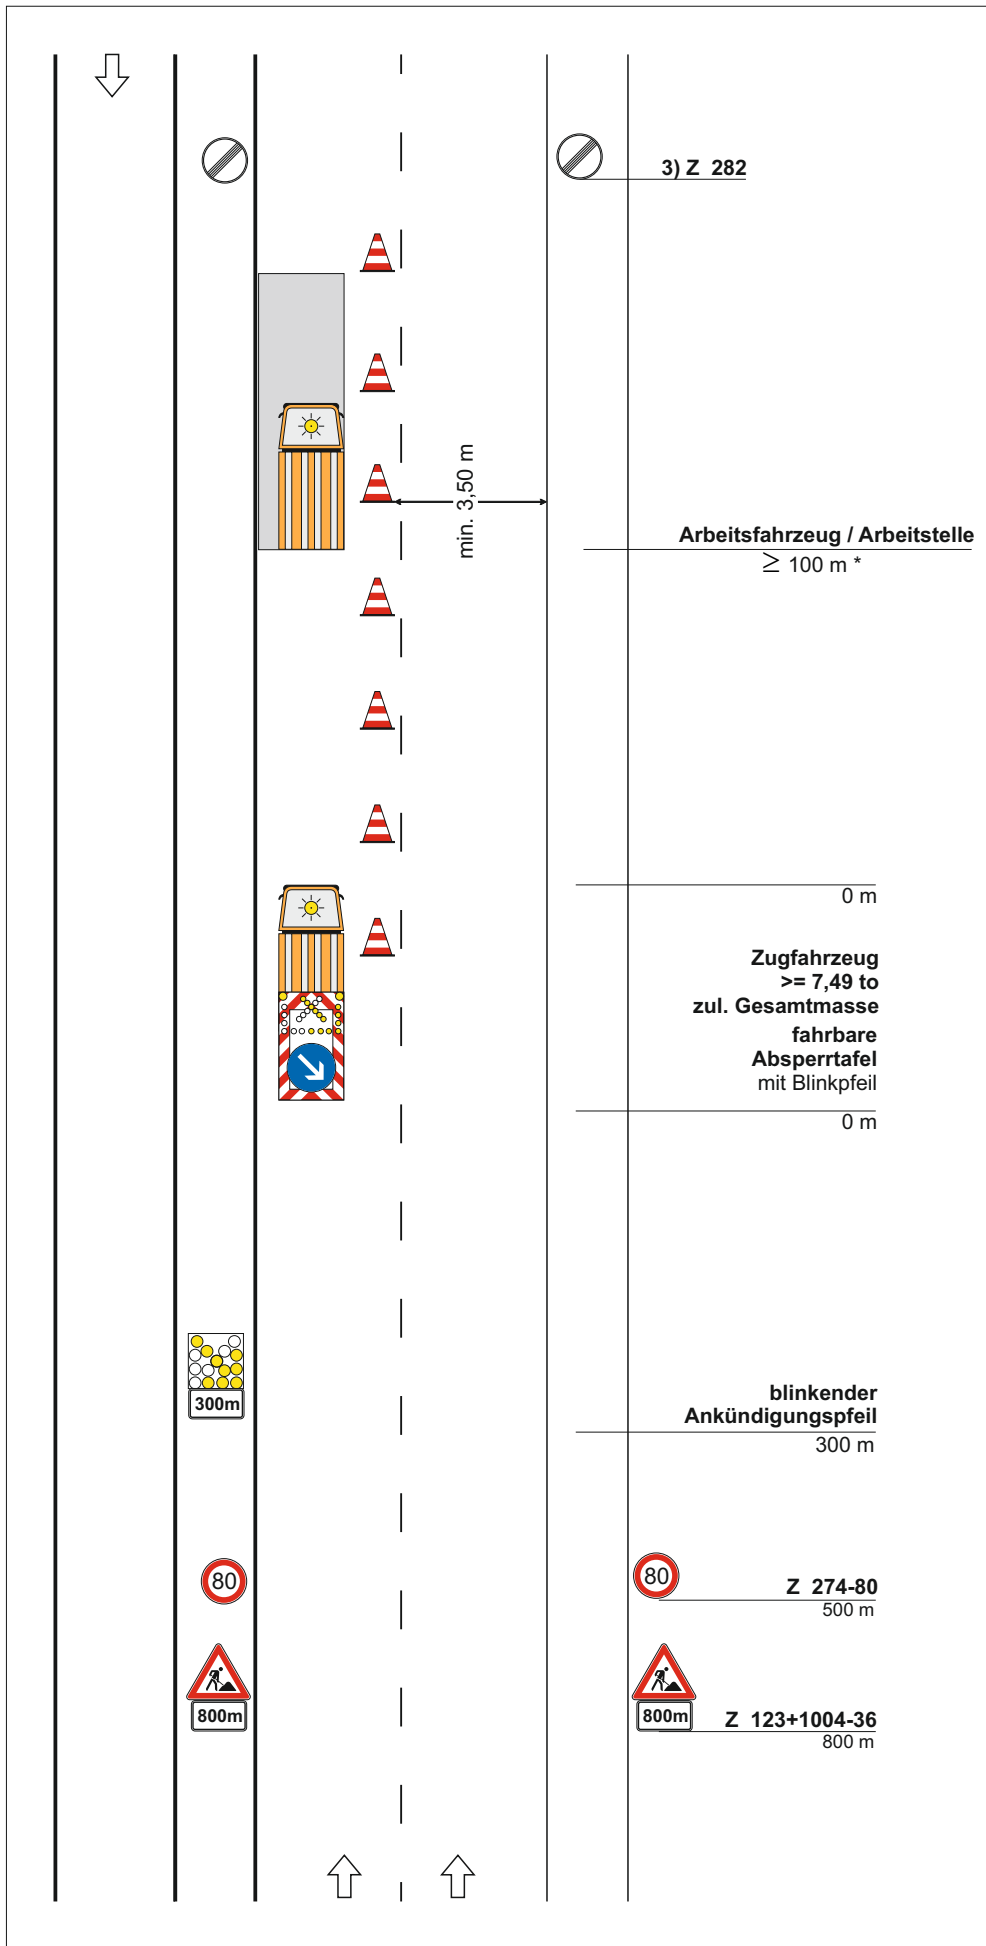 3) Z 282
min. 3,50 m
Arbeitsfahrzeug / Arbeitstelle
≥ 100 m *
0 m
Zugfahrzeug
>= 7,49 to
zul. Gesamtmasse
fahrbare
Absperrtafel
mit Blinkpfeil
0 m
300m
blinkender
Ankündigungspfeil
300 m
80
80
Z 274-80
500 m
800m
800m
Z 123+1004-36
800 m